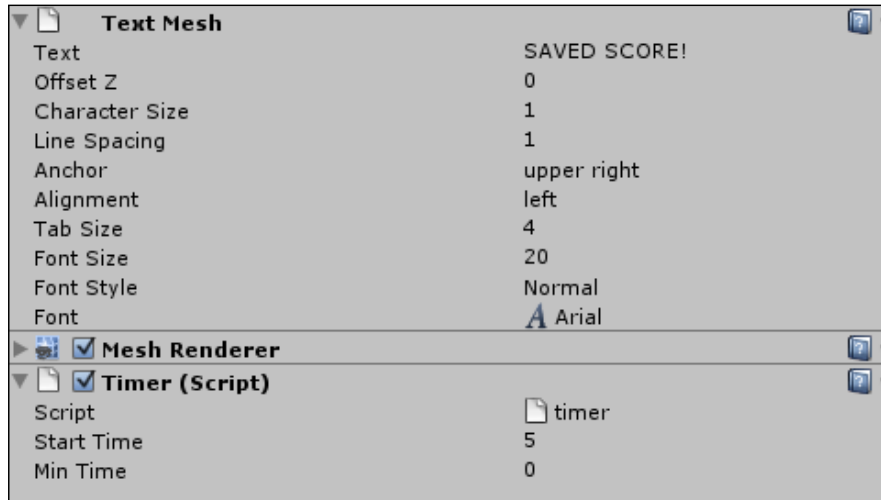 Text Mesh
Text SAVED SCORE!
Offset Z 0
Character Size 1
Line Spacing 1
Anchor upper right
Alignment left
Tab Size 4
Font Size 20
Font Style Normal
Font A Arial
Mesh Renderer
Timer (Script)
Script timer
Start Time 5
Min Time 0